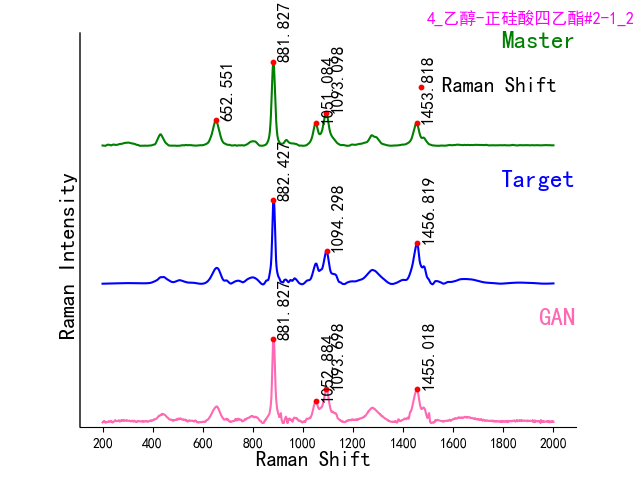 4_乙醇-正硅酸四乙酯#2-1_2
Master
Raman Shift
652.551
881.827
1051.084
1093.098
1453.818
Target
882.427
1094.298
1456.819
GAN
881.827
1052.884
1093.698
1455.018
Raman Intensity
200 400 600 800 1000 1200 1400 1600 1800 2000
Raman Shift